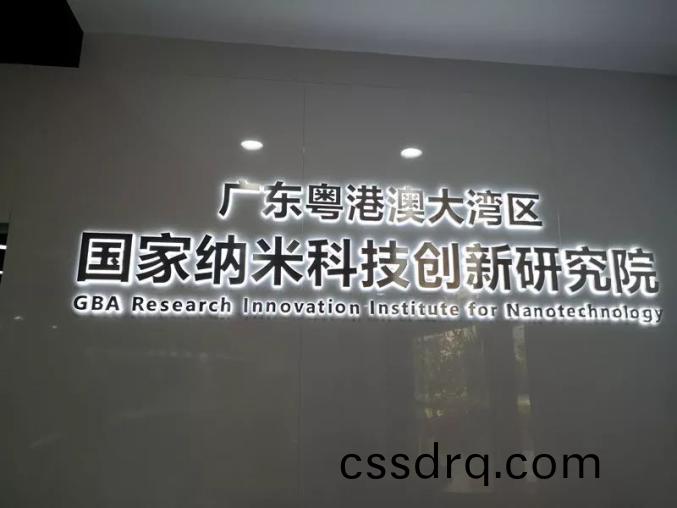 广东粤港澳大湾区
国家纳米科技创新研究院
GBA Research Innovation Institute for Nanotechnology
cssdrq.com